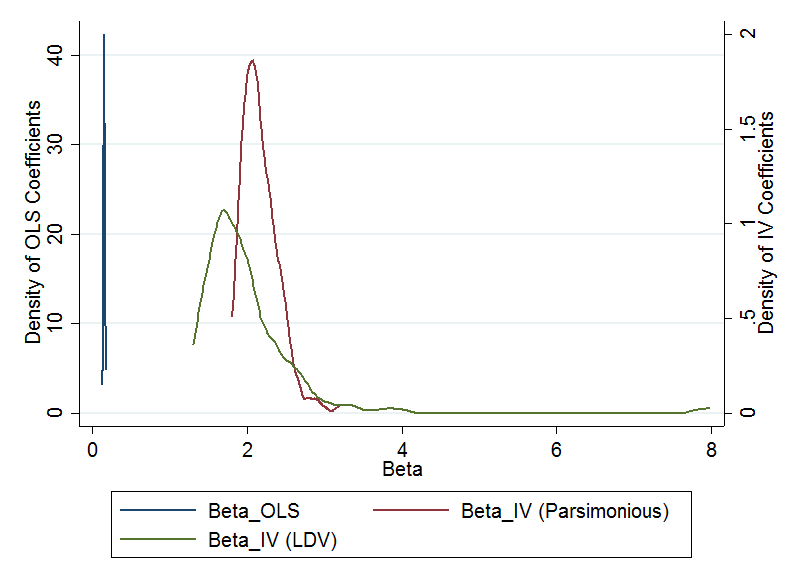 Density of OLS Coefficients
40
30
20
10
0
2
1.5
1
.5
0
Density of IV Coefficients
0 2 4 6 8
Beta
Beta_OLS Beta_IV (Parsimonious)
Beta_IV (LDV)